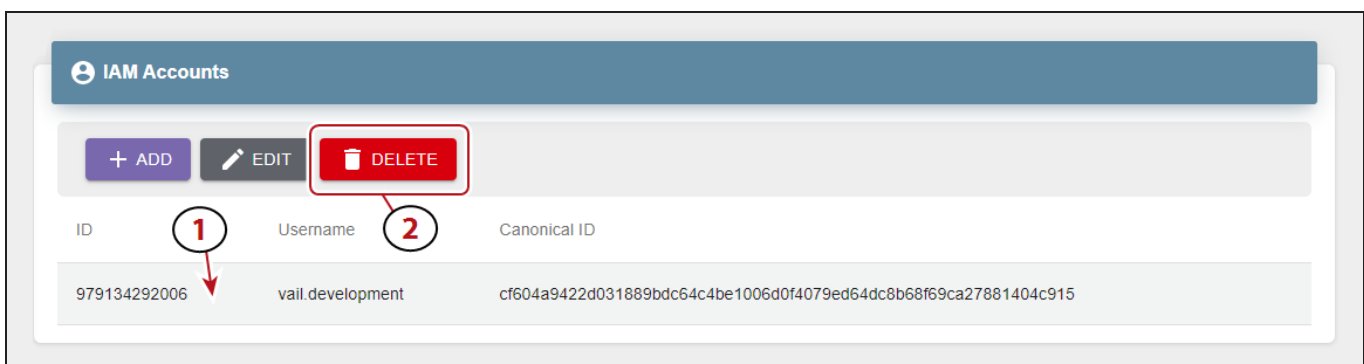 IAM Accounts
ADD EDIT DELETE
ID 1 Username 2 Canonical ID
979134292006 vail.development cf604a9422d031889bdc64c4be1006d0f4079ed64dc8b68f69ca27881404c915